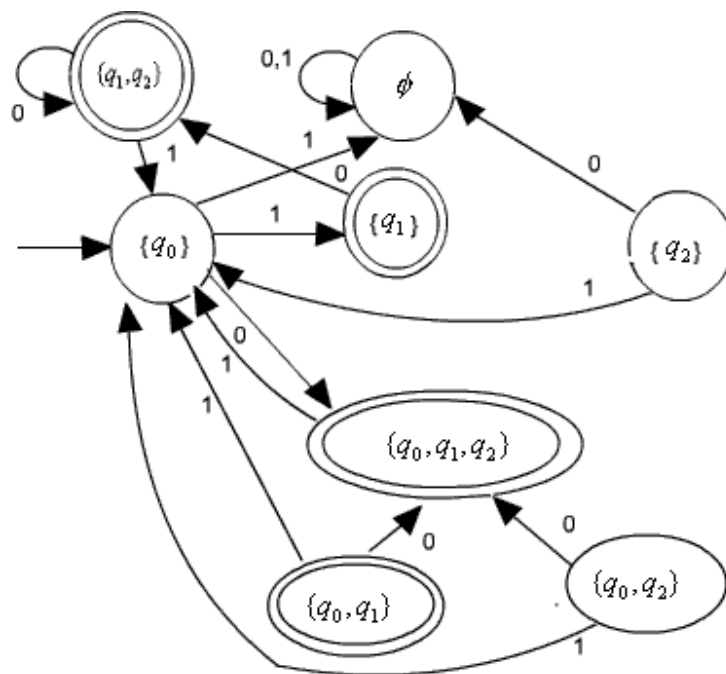 {q₁,q₂}
0,1
ϕ
0
1
1
0
{q₀}
1
{q₁}
0
{q₂}
1
0
1
1
{q₀,q₁,q₂}
0
0
{q₀,q₁}
{q₀,q₂}
1